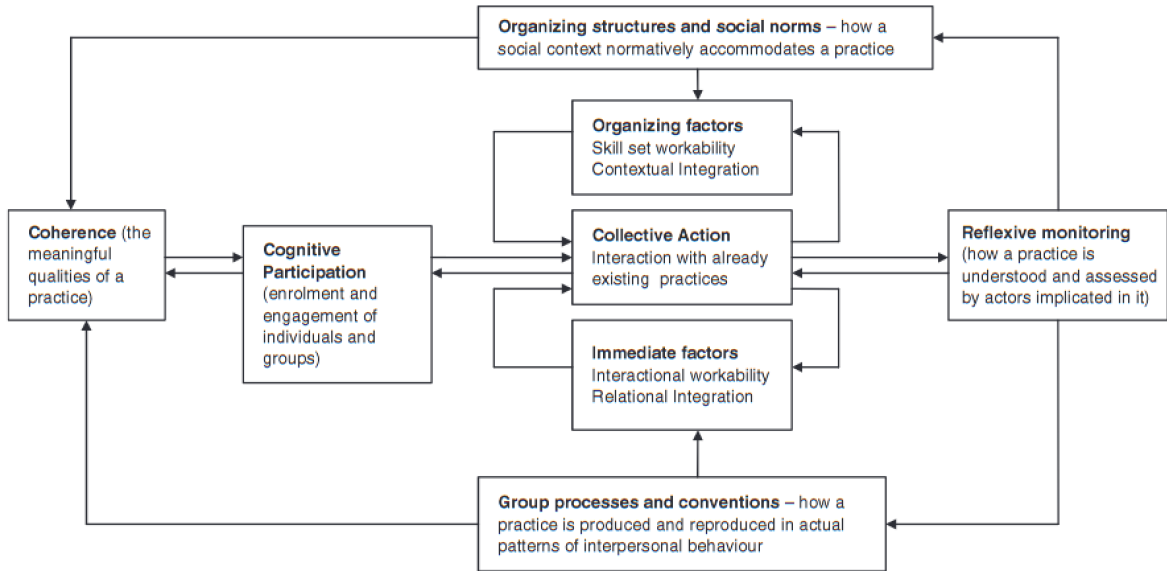 Organizing structures and social norms – how a
social context normatively accommodates a practice
Organizing factors
Skill set workability
Contextual Integration
Coherence (the
meaningful
qualities of a
practice)
Cognitive
Participation
(enrolment and
engagement of
individuals and
groups)
Collective Action
Interaction with already
existing practices
Reflexive monitoring
(how a practice is
understood and assessed
by actors implicated in it)
Immediate factors
Interactional workability
Relational Integration
Group processes and conventions – how a
practice is produced and reproduced in actual
patterns of interpersonal behaviour